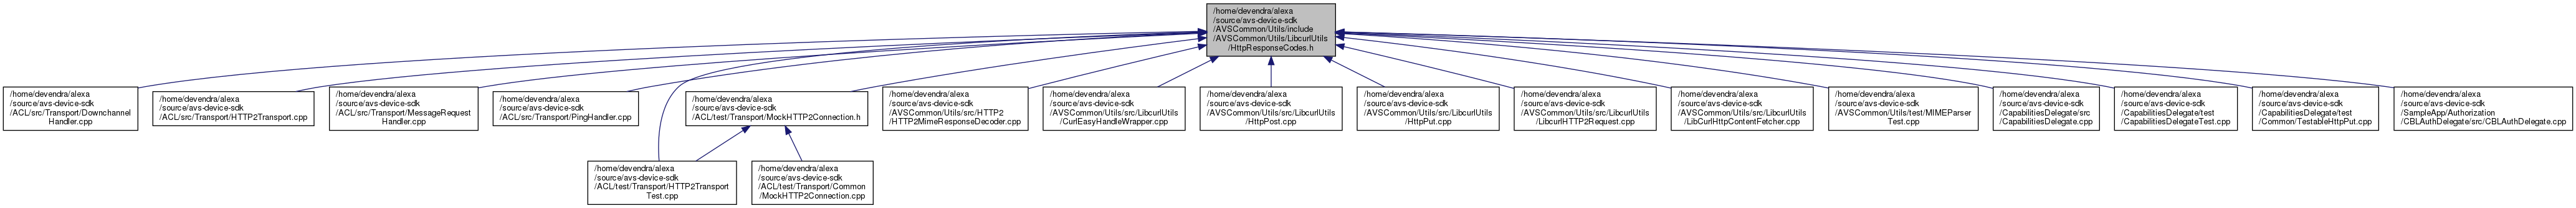 /home/devendra/alexa
/source/avs-device-sdk
/AVSCommon/Utils/include
/AVSCommon/Utils/LibcurlUtils
/HttpResponseCodes.h
/home/devendra/alexa
/source/avs-device-sdk
/ACL/src/Transport/Downchannel
Handler.cpp
/home/devendra/alexa
/source/avs-device-sdk
/ACL/src/Transport/HTTP2Transport.cpp
/home/devendra/alexa
/source/avs-device-sdk
/ACL/src/Transport/MessageRequest
Handler.cpp
/home/devendra/alexa
/source/avs-device-sdk
/ACL/src/Transport/PingHandler.cpp
/home/devendra/alexa
/source/avs-device-sdk
/ACL/test/Transport/MockHTTP2Connection.h
/home/devendra/alexa
/source/avs-device-sdk
/AVSCommon/Utils/src/HTTP2
/HTTP2MimeResponseDecoder.cpp
/home/devendra/alexa
/source/avs-device-sdk
/AVSCommon/Utils/src/LibcurlUtils
/CurlEasyHandleWrapper.cpp
/home/devendra/alexa
/source/avs-device-sdk
/AVSCommon/Utils/src/LibcurlUtils
/HttpPost.cpp
/home/devendra/alexa
/source/avs-device-sdk
/AVSCommon/Utils/src/LibcurlUtils
/HttpPut.cpp
/home/devendra/alexa
/source/avs-device-sdk
/AVSCommon/Utils/src/LibcurlUtils
/LibcurlHTTP2Request.cpp
/home/devendra/alexa
/source/avs-device-sdk
/AVSCommon/Utils/src/LibcurlUtils
/LibCurlHttpContentFetcher.cpp
/home/devendra/alexa
/source/avs-device-sdk
/AVSCommon/Utils/test/MIMEParser
Test.cpp
/home/devendra/alexa
/source/avs-device-sdk
/CapabilitiesDelegate/src
/CapabilitiesDelegate.cpp
/home/devendra/alexa
/source/avs-device-sdk
/CapabilitiesDelegate/test
/CapabilitiesDelegateTest.cpp
/home/devendra/alexa
/source/avs-device-sdk
/CapabilitiesDelegate/test
/Common/TestableHttpPut.cpp
/home/devendra/alexa
/source/avs-device-sdk
/SampleApp/Authorization
/CBLAuthDelegate/src/CBLAuthDelegate.cpp
/home/devendra/alexa
/source/avs-device-sdk
/ACL/test/Transport/HTTP2Transport
Test.cpp
/home/devendra/alexa
/source/avs-device-sdk
/ACL/test/Transport/Common
/MockHTTP2Connection.cpp